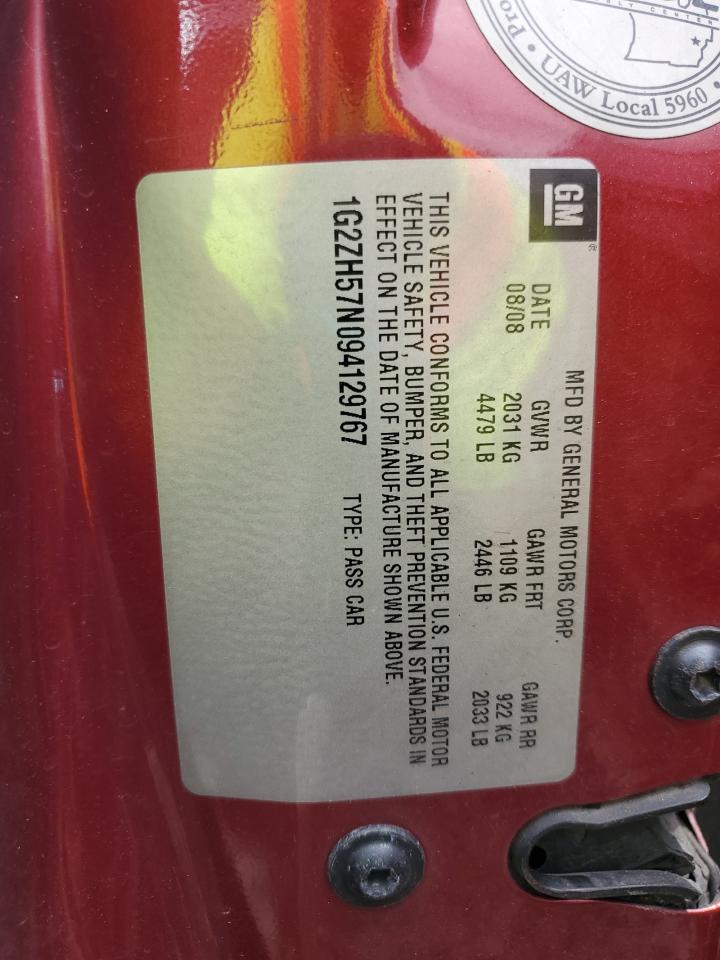 GM
®
MFD BY GENERAL MOTORS CORP.
DATE GVWR GAWR FRT GAWR RR
08/08 2031 KG 1109 KG 922 KG
4479 LB 2446 LB 2033 LB
THIS VEHICLE CONFORMS TO ALL APPLICABLE U.S. FEDERAL MOTOR
VEHICLE SAFETY, BUMPER, AND THEFT PREVENTION STANDARDS IN
EFFECT ON THE DATE OF MANUFACTURE SHOWN ABOVE.
1G2ZH57N094129767 TYPE: PASS CAR
CENTER
• UAW Local 5960 •